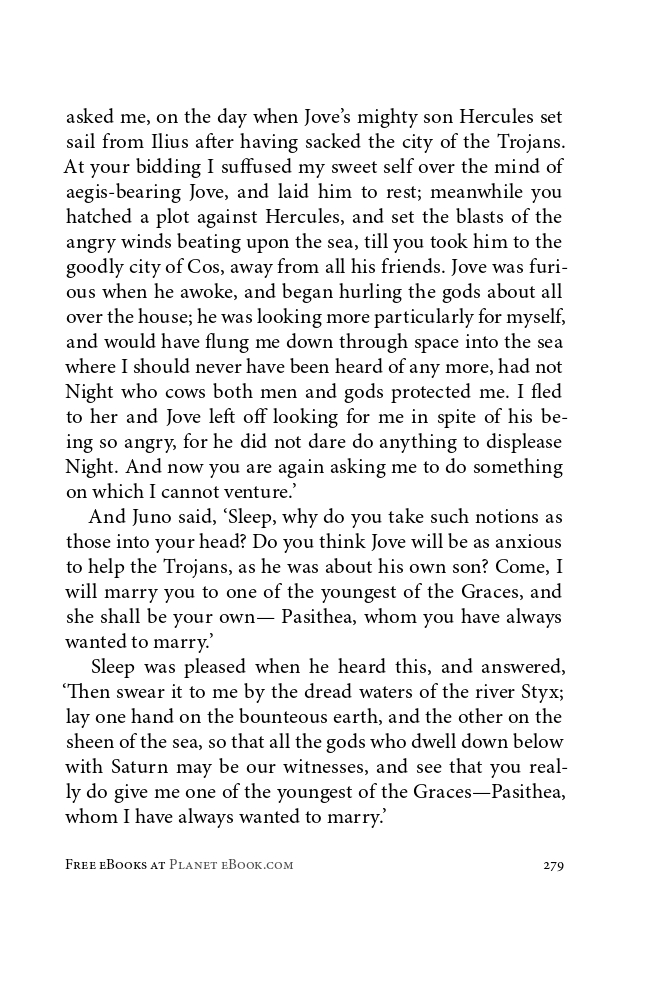 asked me, on the day when Jove’s mighty son Hercules set
sail from Ilius after having sacked the city of the Trojans.
At your bidding I suffused my sweet self over the mind of
aegis-bearing Jove, and laid him to rest; meanwhile you
hatched a plot against Hercules, and set the blasts of the
angry winds beating upon the sea, till you took him to the
goodly city of Cos, away from all his friends. Jove was furi-
ous when he awoke, and began hurling the gods about all
over the house; he was looking more particularly for myself,
and would have flung me down through space into the sea
where I should never have been heard of any more, had not
Night who cows both men and gods protected me. I fled
to her and Jove left off looking for me in spite of his be-
ing so angry, for he did not dare do anything to displease
Night. And now you are again asking me to do something
on which I cannot venture.’
And Juno said, ‘Sleep, why do you take such notions as
those into your head? Do you think Jove will be as anxious
to help the Trojans, as he was about his own son? Come, I
will marry you to one of the youngest of the Graces, and
she shall be your own— Pasithea, whom you have always
wanted to marry.’
Sleep was pleased when he heard this, and answered,
‘Then swear it to me by the dread waters of the river Styx;
lay one hand on the bounteous earth, and the other on the
sheen of the sea, so that all the gods who dwell down below
with Saturn may be our witnesses, and see that you real-
ly do give me one of the youngest of the Graces—Pasithea,
whom I have always wanted to marry.’
Free eBooks at Planet eBook.com 279